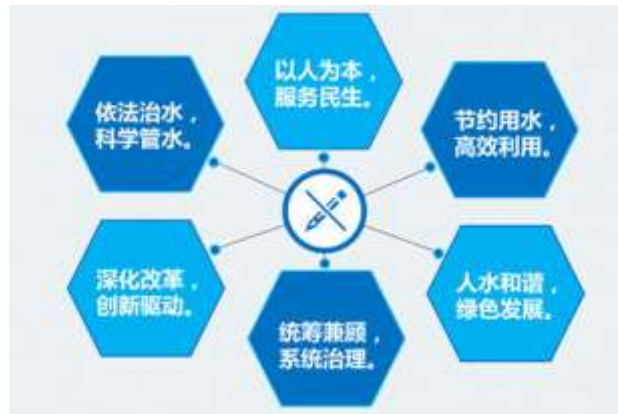 以人为本，
服务民生。
依法治水，
科学管水。
节约用水，
高效利用。
深化改革，
创新驱动。
人水和谐，
绿色发展。
统筹兼顾，
系统治理。